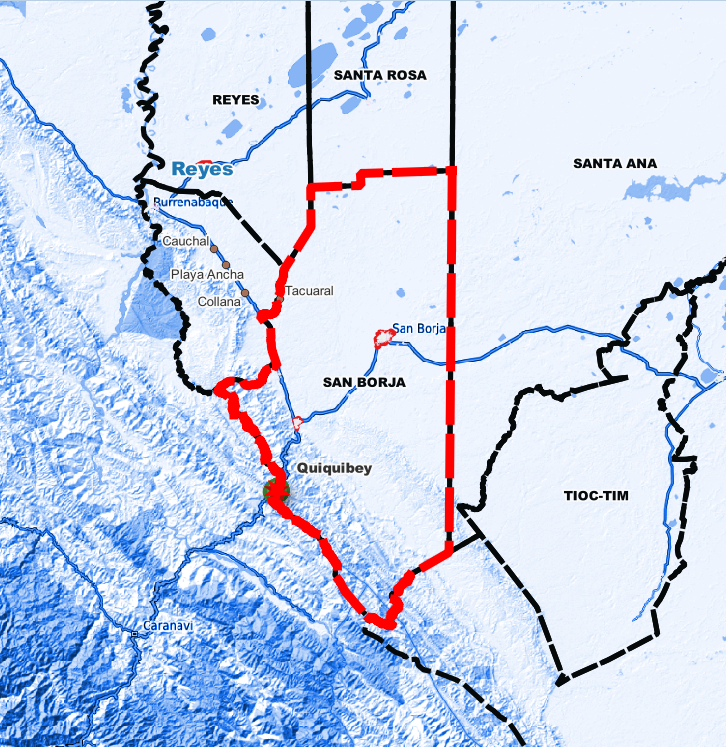 SANTA ROSA
REYES
SANTA ANA
Reyes
Rurrenabaque
Cauchal
Playa Ancha
Collana
Tacuaral
San Borja
SAN BORJA
Quiquibey
TIOC-TIM
Caranavi